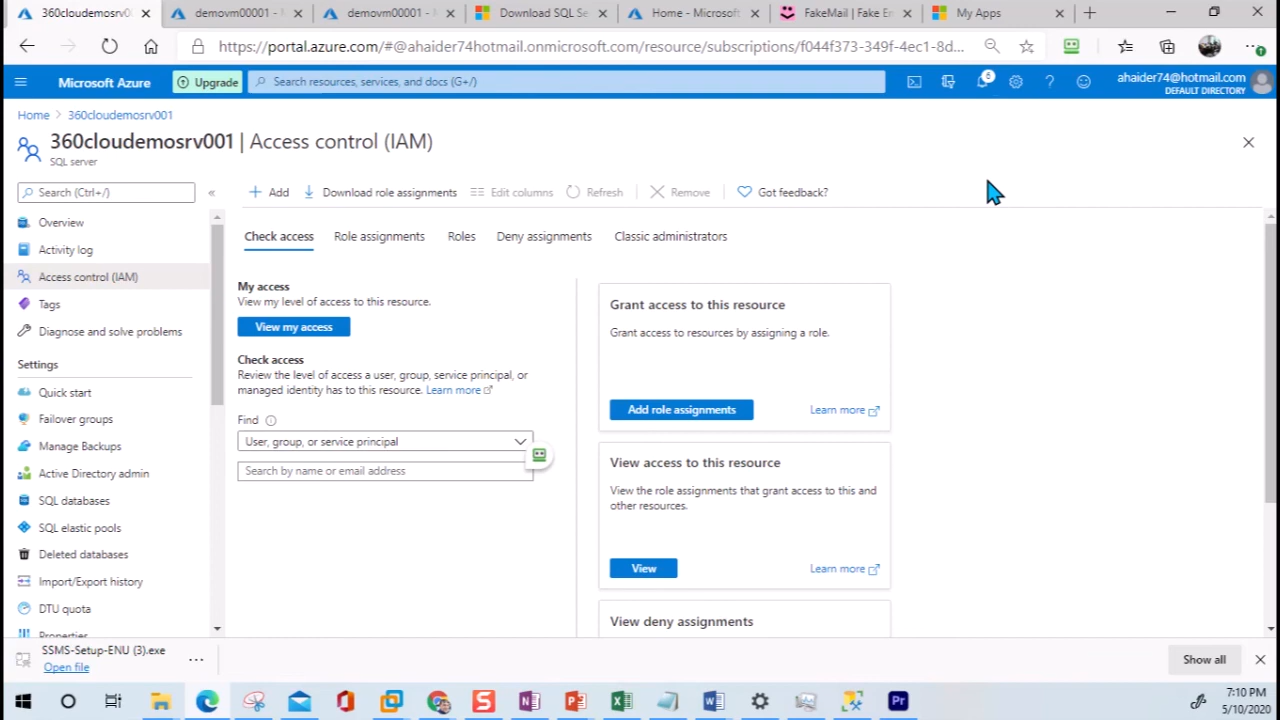 360cloudemosrv0
demovm00001 -
demovm00001 -
Download SQL Se
Home - Microsoft
FakeMail | Fake Em
My Apps
https://portal.azure.com/#@ahaider74hotmail.onmicrosoft.com/resource/subscriptions/f044f373-349f-4ec1-8d...
Microsoft Azure
Upgrade
Search resources, services, and docs (G+/)
6
ahaider74@hotmail.com
DEFAULT DIRECTORY
Home > 360cloudemosrv001
360cloudemosrv001 | Access control (IAM)
SQL server
Search (Ctrl+/)
Add
Download role assignments
Edit columns
Refresh
Remove
Got feedback?
Overview
Activity log
Access control (IAM)
Tags
Diagnose and solve problems
Settings
Quick start
Failover groups
Manage Backups
Active Directory admin
SQL databases
SQL elastic pools
Deleted databases
Import/Export history
DTU quota
Properties
Check access
Role assignments
Roles
Deny assignments
Classic administrators
My access
View my level of access to this resource.
View my access
Check access
Review the level of access a user, group, service principal, or
managed identity has to this resource. Learn more
Find
User, group, or service principal
Search by name or email address
Grant access to this resource
Grant access to resources by assigning a role.
Add role assignments
Learn more
View access to this resource
View the role assignments that grant access to this and
other resources.
View
Learn more
View deny assignments
SSMS-Setup-ENU (3).exe
Open file
Show all
7:10 PM
5/10/2020